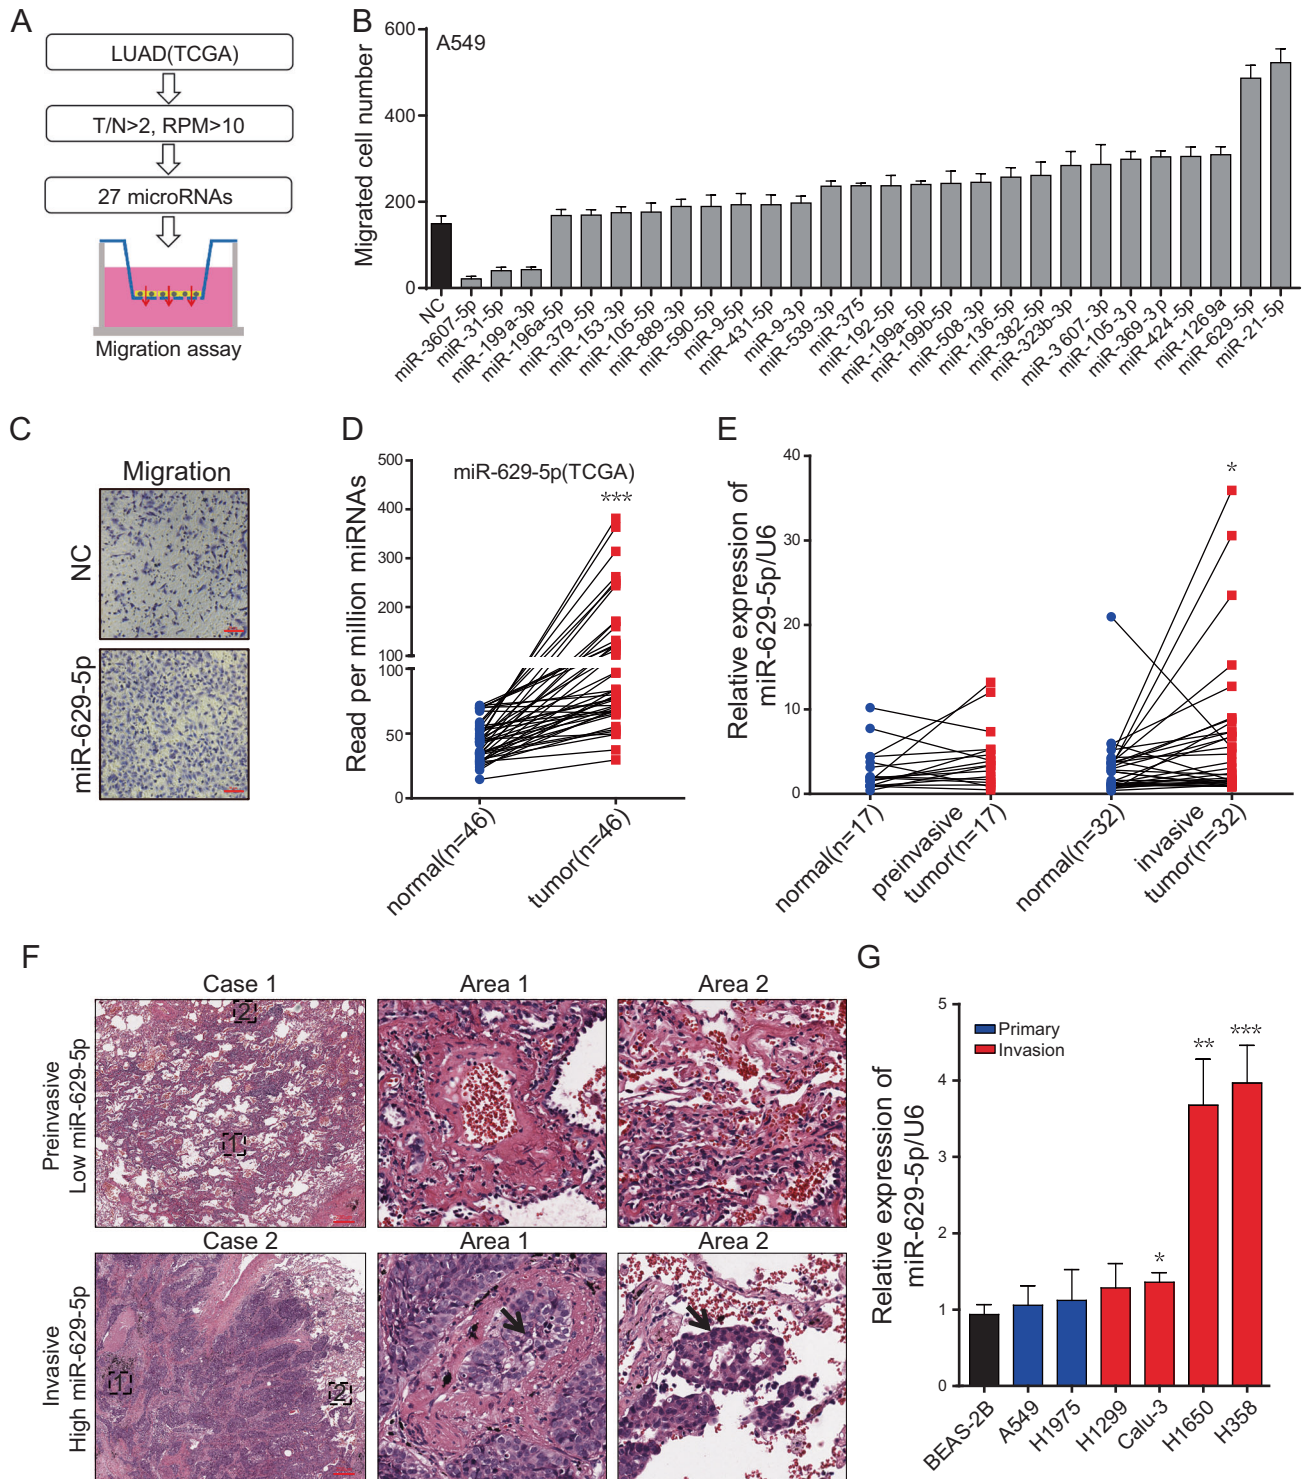 A
LUAD(TCGA)
T/N>2, RPM>10
27 microRNAs
Migration assay
B
A549
Migrated cell number
600
400
200
0
NC
miR-3607-5p
miR-31-5p
miR-199a-3p
miR-196a-5p
miR-379-5p
miR-153-3p
miR-105-5p
miR-889-3p
miR-590-5p
miR-9-5p
miR-431-5p
miR-9-3p
miR-539-3p
miR-375
miR-192-5p
miR-199a-5p
miR-199b-5p
miR-508-3p
miR-136-5p
miR-382-5p
miR-323b-3p
miR-3 607-3p
miR-105-3 p
miR-369-3 p
miR-424-5p
miR-1269a
miR-629-5p
miR-21-5p
C
Migration
NC
miR-629-5p
D
miR-629-5p(TCGA)
***
Read per million miRNAs
500
400
300
200
100
100
50
0
normal(n=46)
tumor(n=46)
E
Relative expression of
miR-629-5p/U6
40
30
20
10
0
*
normal(n=17)
preinvasive
tumor(n=17)
normal(n=32)
invasive
tumor(n=32)
F
Case 1
Area 1
Area 2
Preinvasive
Low miR-629-5p
2
1
Case 2
Area 1
Area 2
Invasive
High miR-629-5p
1
2
G
Relative expression of
miR-629-5p/U6
5
4
3
2
1
0
Primary
Invasion
*
**
***
BEAS-2B
A549
H1975
H1299
Calu-3
H1650
H358